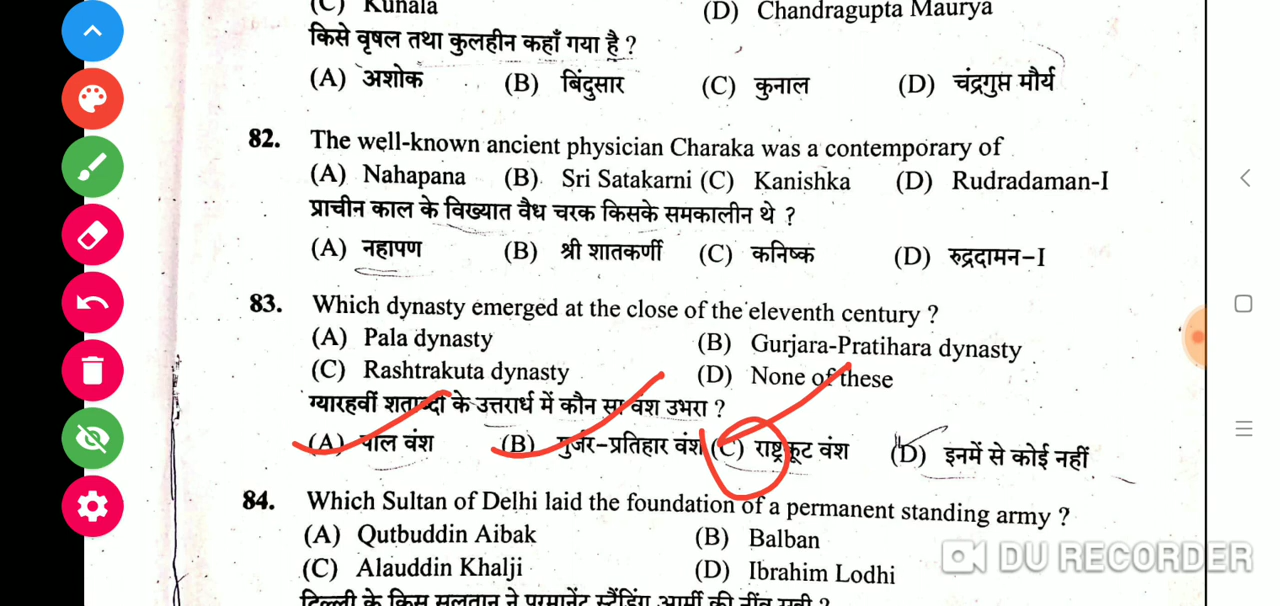 (C) Kunala (D) Chandragupta Maurya
किसे वृषल तथा कुलहीन कहाँ गया है ?
(A) अशोक (B) बिंदुसार (C) कुनाल (D) चंद्रगुप्त मौर्य
82. The well-known ancient physician Charaka was a contemporary of
(A) Nahapana (B) Sri Satakarni (C) Kanishka (D) Rudradaman-I
प्राचीन काल के विख्यात वैध चरक किसके समकालीन थे ?
(A) नहापण (B) श्री शातकर्णी (C) कनिष्क (D) रुद्रदामन-I
83. Which dynasty emerged at the close of the eleventh century ?
(A) Pala dynasty (B) Gurjara-Pratihara dynasty
(C) Rashtrakuta dynasty (D) None of these
ग्यारहवीं शताब्दी के उत्तरार्ध में कौन सा वंश उभरा ?
(A) पाल वंश (B) गुर्जर-प्रतिहार वंश (C) राष्ट्रकूट वंश (D) इनमें से कोई नहीं
84. Which Sultan of Delhi laid the foundation of a permanent standing army ?
(A) Qutbuddin Aibak (B) Balban
(C) Alauddin Khalji (D) Ibrahim Lodhi
दिल्ली के किस सुलतान ने परमानेंट स्टैंडिंग आर्मी की नींव रखी ?
DU RECORDER